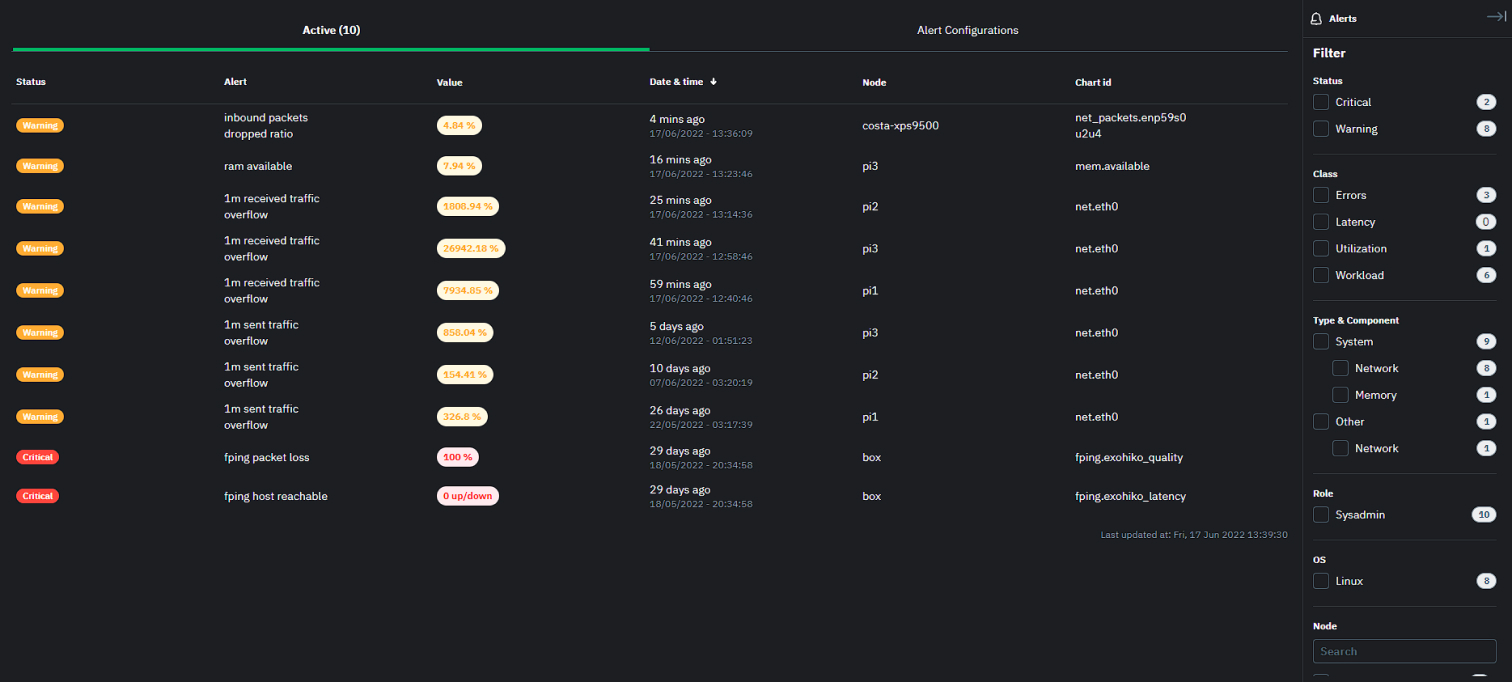 Active (10)
Alert Configurations
Status Alert Value Date & time Node Chart id
Warning
inbound packets
dropped ratio
4.84 %
4 mins ago
17/06/2022 - 13:36:09
costa-xps9500
net_packets.enp59s0
u2u4
Warning
ram available
7.94 %
16 mins ago
17/06/2022 - 13:23:46
pi3
mem.available
Warning
1m received traffic
overflow
1808.94 %
25 mins ago
17/06/2022 - 13:14:36
pi2
net.eth0
Warning
1m received traffic
overflow
26942.18 %
41 mins ago
17/06/2022 - 12:58:46
pi3
net.eth0
Warning
1m received traffic
overflow
7934.85 %
59 mins ago
17/06/2022 - 12:40:46
pi1
net.eth0
Warning
1m sent traffic
overflow
858.04 %
5 days ago
12/06/2022 - 01:51:23
pi3
net.eth0
Warning
1m sent traffic
overflow
154.41 %
10 days ago
07/06/2022 - 03:20:19
pi2
net.eth0
Warning
1m sent traffic
overflow
326.8 %
26 days ago
22/05/2022 - 03:17:39
pi1
net.eth0
Critical
fping packet loss
100 %
29 days ago
18/05/2022 - 20:34:58
box
fping.exohiko_quality
Critical
fping host reachable
0 up/down
29 days ago
18/05/2022 - 20:34:58
box
fping.exohiko_latency
Last updated at: Fri, 17 Jun 2022 13:39:30
Alerts
Filter
Status
Critical 2
Warning 8
Class
Errors 3
Latency 0
Utilization 1
Workload 6
Type & Component
System 9
Network 8
Memory 1
Other 1
Network 1
Role
Sysadmin 10
OS
Linux 8
Node
Search